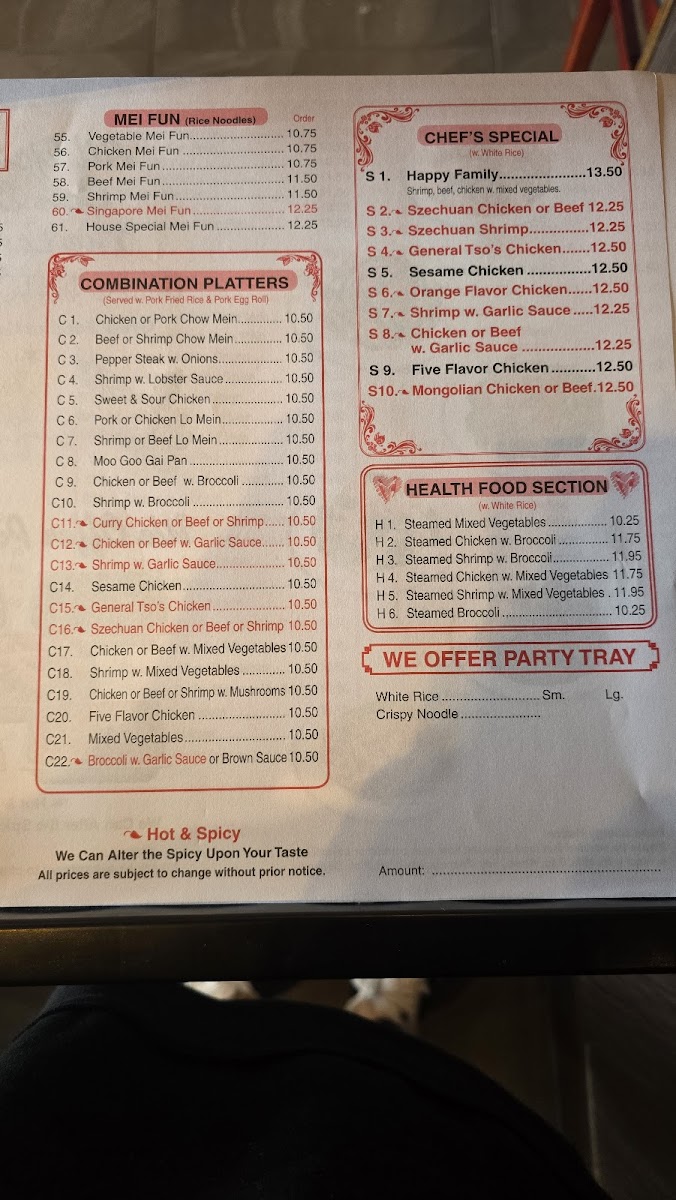 MEI FUN (Rice Noodles) Order
55. Vegetable Mei Fun............................ 10.75
56. Chicken Mei Fun ............................ 10.75
57. Pork Mei Fun.................................. 10.75
58. Beef Mei Fun.................................. 11.50
59. Shrimp Mei Fun.............................. 11.50
60. Singapore Mei Fun ......................... 12.25
61. House Special Mei Fun .................... 12.25
COMBINATION PLATTERS
(Served w. Pork Fried Rice & Pork Egg Roll)
C 1. Chicken or Pork Chow Mein............. 10.50
C 2. Beef or Shrimp Chow Mein.............. 10.50
C 3. Pepper Steak w. Onions................... 10.50
C 4. Shrimp w. Lobster Sauce ................. 10.50
C 5. Sweet & Sour Chicken..................... 10.50
C 6. Pork or Chicken Lo Mein.................. 10.50
C 7. Shrimp or Beef Lo Mein ................... 10.50
C 8. Moo Goo Gai Pan ............................ 10.50
C 9. Chicken or Beef w. Broccoli ............. 10.50
C10. Shrimp w. Broccoli ........................... 10.50
C11. Curry Chicken or Beef or Shrimp...... 10.50
C12. Chicken or Beef w. Garlic Sauce....... 10.50
C13. Shrimp w. Garlic Sauce.................... 10.50
C14. Sesame Chicken.............................. 10.50
C15. General Tso's Chicken..................... 10.50
C16. Szechuan Chicken or Beef or Shrimp 10.50
C17. Chicken or Beef w. Mixed Vegetables 10.50
C18. Shrimp w. Mixed Vegetables ............ 10.50
C19. Chicken or Beef or Shrimp w. Mushrooms 10.50
C20. Five Flavor Chicken ......................... 10.50
C21. Mixed Vegetables............................. 10.50
C22. Broccoli w. Garlic Sauce or Brown Sauce 10.50
Hot & Spicy
We Can Alter the Spicy Upon Your Taste
All prices are subject to change without prior notice.
CHEF'S SPECIAL
(w. White Rice)
S 1. Happy Family......................13.50
Shrimp, beef, chicken w. mixed vegetables.
S 2. Szechuan Chicken or Beef 12.25
S 3. Szechuan Shrimp...............12.25
S 4. General Tso's Chicken.......12.50
S 5. Sesame Chicken ................12.50
S 6. Orange Flavor Chicken......12.50
S 7. Shrimp w. Garlic Sauce .....12.25
S 8. Chicken or Beef
w. Garlic Sauce ..................12.25
S 9. Five Flavor Chicken ...........12.50
S10. Mongolian Chicken or Beef.12.50
HEALTH FOOD SECTION
(w. White Rice)
H 1. Steamed Mixed Vegetables ................. 10.25
H 2. Steamed Chicken w. Broccoli .............. 11.75
H 3. Steamed Shrimp w. Broccoli................ 11.95
H 4. Steamed Chicken w. Mixed Vegetables 11.75
H 5. Steamed Shrimp w. Mixed Vegetables . 11.95
H 6. Steamed Broccoli ................................ 10.25
WE OFFER PARTY TRAY
White Rice ........................... Sm. Lg.
Crispy Noodle ......................
Amount: ................................................................